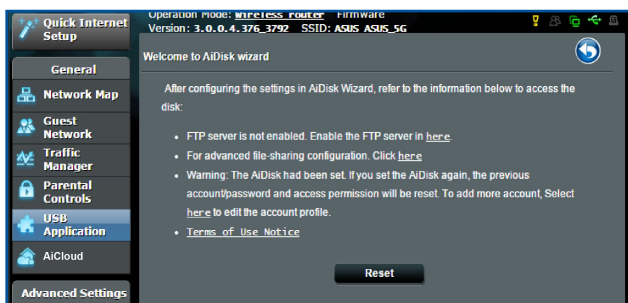 Quick Internet
Setup
General
Network Map
Guest
Network
Traffic
Manager
Parental
Controls
USB
Application
AiCloud
Advanced Settings
Operation Mode: Wireless router Firmware
Version: 3.0.0.4.376_3792 SSID: ASUS ASUS_5G
Welcome to AiDisk wizard
After configuring the settings in AiDisk Wizard, refer to the information below to access the
disk:
• FTP server is not enabled. Enable the FTP server in here.
• For advanced file-sharing configuration. Click here
• Warning: The AiDisk had been set. If you set the AiDisk again, the previous
account/password and access permission will be reset. To add more account, Select
here to edit the account profile.
• Terms of Use Notice
Reset